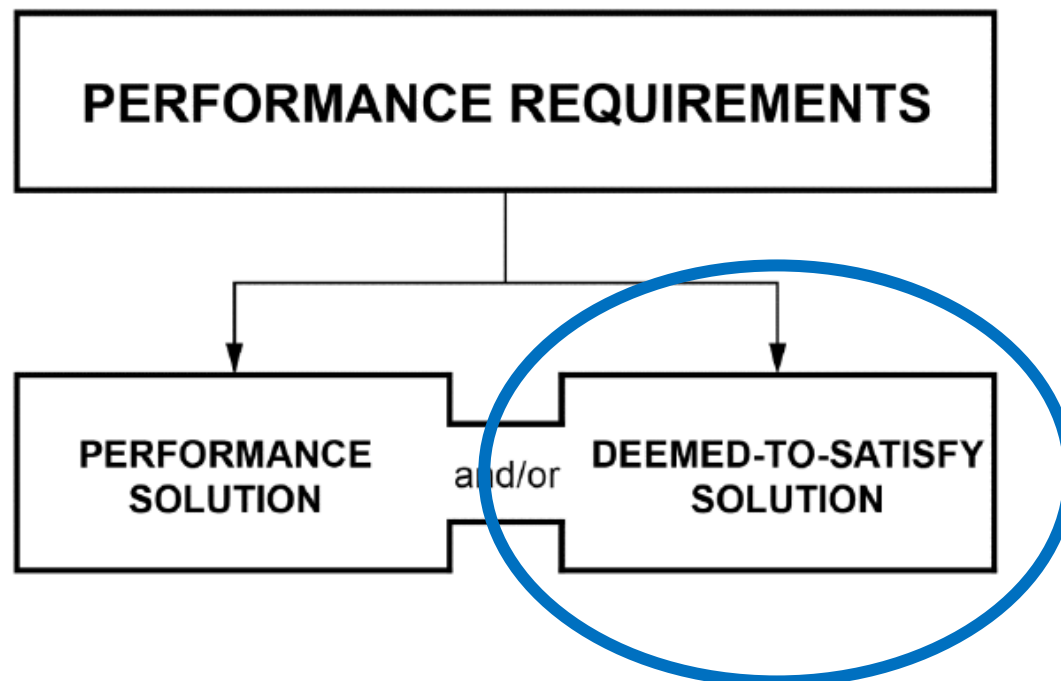 PERFORMANCE REQUIREMENTS
PERFORMANCE
SOLUTION
and/or
DEEMED-TO-SATISFY
SOLUTION